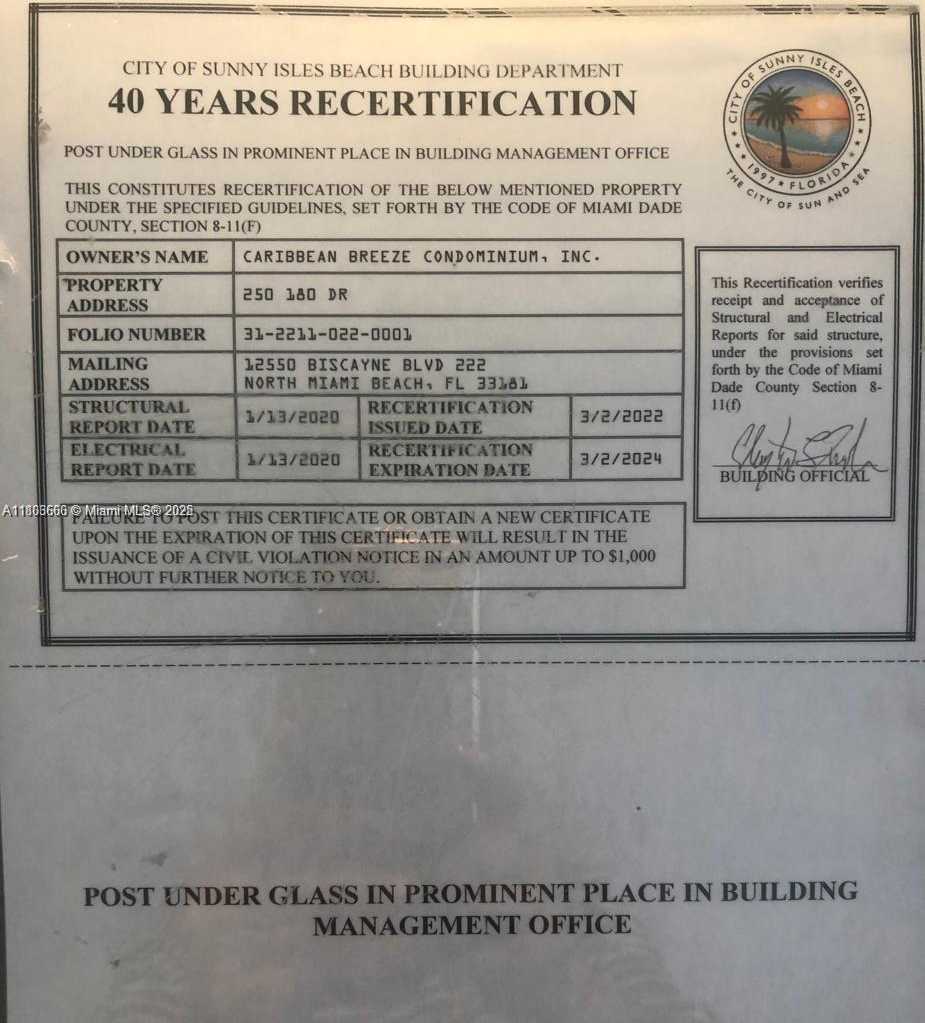 CITY OF SUNNY ISLES BEACH BUILDING DEPARTMENT
40 YEARS RECERTIFICATION
POST UNDER GLASS IN PROMINENT PLACE IN BUILDING MANAGEMENT OFFICE
THIS CONSTITUTES RECERTIFICATION OF THE BELOW MENTIONED PROPERTY
UNDER THE SPECIFIED GUIDELINES, SET FORTH BY THE CODE OF MIAMI DADE
COUNTY, SECTION 8-11(F)
CITY OF SUNNY ISLES BEACH
1997 ★ FLORIDA
THE CITY OF SUN AND SEA
OWNER'S NAME CARIBBEAN BREEZE CONDOMINIUM, INC.
PROPERTY
ADDRESS
250 180 DR
FOLIO NUMBER 31-2211-022-0001
MAILING
ADDRESS
12550 BISCAYNE BLVD 222
NORTH MIAMI BEACH, FL 33181
STRUCTURAL
REPORT DATE
1/13/2020
RECERTIFICATION
ISSUED DATE
3/2/2022
ELECTRICAL
REPORT DATE
1/13/2020
RECERTIFICATION
EXPIRATION DATE
3/2/2024
This Recertification verifies
receipt and acceptance of
Structural and Electrical
Reports for said structure,
under the provisions set
forth by the Code of Miami
Dade County Section 8-
11(f)
BUILDING OFFICIAL
© Miami MLS®
FAILURE TO POST THIS CERTIFICATE OR OBTAIN A NEW CERTIFICATE
UPON THE EXPIRATION OF THIS CERTIFICATE WILL RESULT IN THE
ISSUANCE OF A CIVIL VIOLATION NOTICE IN AN AMOUNT UP TO $1,000
WITHOUT FURTHER NOTICE TO YOU.
POST UNDER GLASS IN PROMINENT PLACE IN BUILDING
MANAGEMENT OFFICE